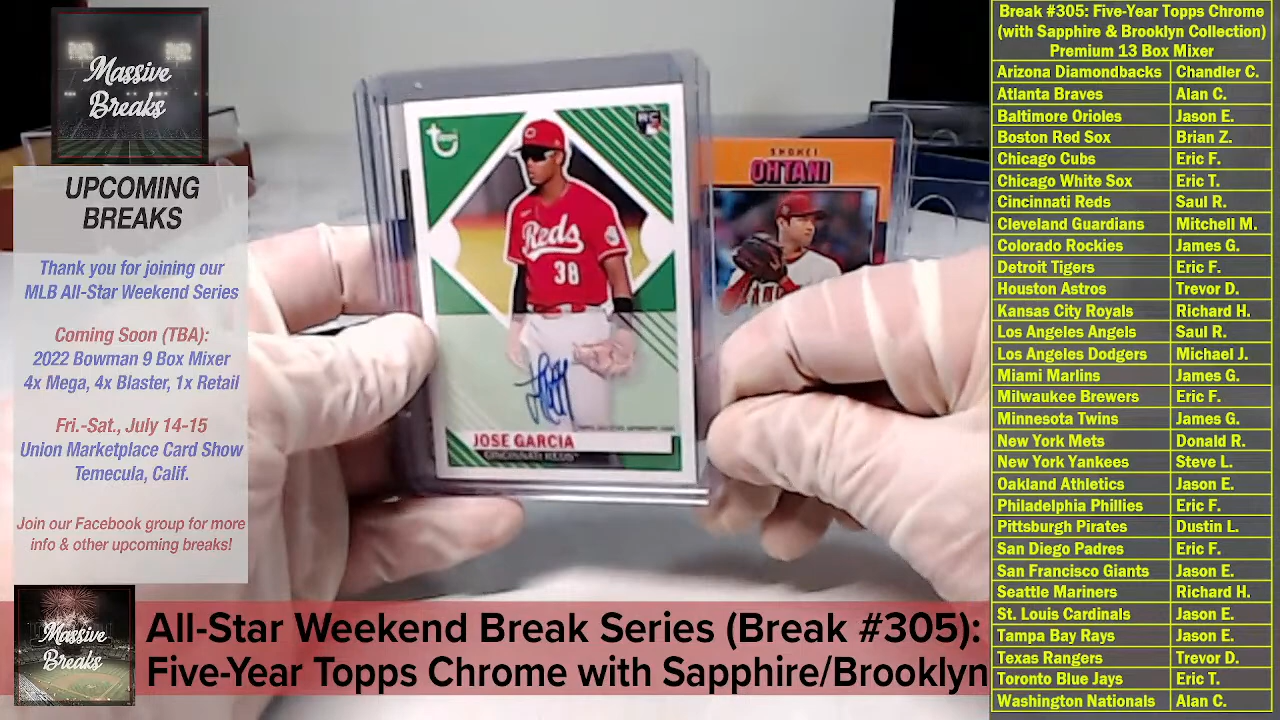 Massive
Breaks
UPCOMING
BREAKS
Thank you for joining our
MLB All-Star Weekend Series
Coming Soon (TBA):
2022 Bowman 9 Box Mixer
4x Mega, 4x Blaster, 1x Retail
Fri.-Sat., July 14-15
Union Marketplace Card Show
Temecula, Calif.
Join our Facebook group for more
info & other upcoming breaks!
RC
Reds
38
JOSE GARCIA
CINCINNATI REDS
SHOHEI
OHTANI
Massive
Breaks
All-Star Weekend Break Series (Break #305):
Five-Year Topps Chrome with Sapphire/Brooklyn
Break #305: Five-Year Topps Chrome
(with Sapphire & Brooklyn Collection)
Premium 13 Box Mixer
Arizona Diamondbacks Chandler C.
Atlanta Braves Alan C.
Baltimore Orioles Jason E.
Boston Red Sox Brian Z.
Chicago Cubs Eric F.
Chicago White Sox Eric T.
Cincinnati Reds Saul R.
Cleveland Guardians Mitchell M.
Colorado Rockies James G.
Detroit Tigers Eric F.
Houston Astros Trevor D.
Kansas City Royals Richard H.
Los Angeles Angels Saul R.
Los Angeles Dodgers Michael J.
Miami Marlins James G.
Milwaukee Brewers Eric F.
Minnesota Twins James G.
New York Mets Donald R.
New York Yankees Steve L.
Oakland Athletics Jason E.
Philadelphia Phillies Eric F.
Pittsburgh Pirates Dustin L.
San Diego Padres Eric F.
San Francisco Giants Jason E.
Seattle Mariners Richard H.
St. Louis Cardinals Jason E.
Tampa Bay Rays Jason E.
Texas Rangers Trevor D.
Toronto Blue Jays Eric T.
Washington Nationals Alan C.